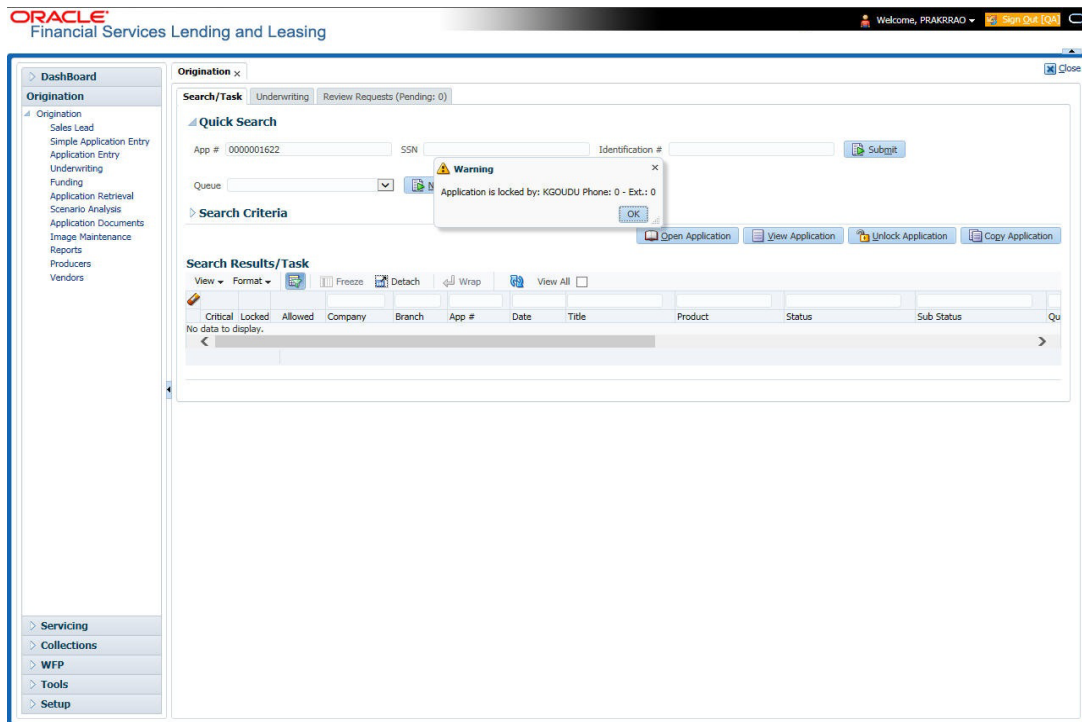 ORACLE
Financial Services Lending and Leasing
Welcome, PRAKRRAO
Sign Out [QA]
Close
DashBoard
Origination
Origination
Sales Lead
Simple Application Entry
Application Entry
Underwriting
Funding
Application Retrieval
Scenario Analysis
Application Documents
Image Maintenance
Reports
Producers
Vendors
Servicing
Collections
WFP
Tools
Setup
Origination
Search/Task Underwriting Review Requests (Pending: 0)
Quick Search
App # 0000001622 SSN Identification # Submit
Queue
Warning
Application is locked by: KGOUDU Phone: 0 - Ext.: 0
OK
Search Criteria
Open Application View Application Unlock Application Copy Application
Search Results/Task
View Format Freeze Detach Wrap View All
Critical Locked Allowed Company Branch App # Date Title Product Status Sub Status Qu
No data to display.